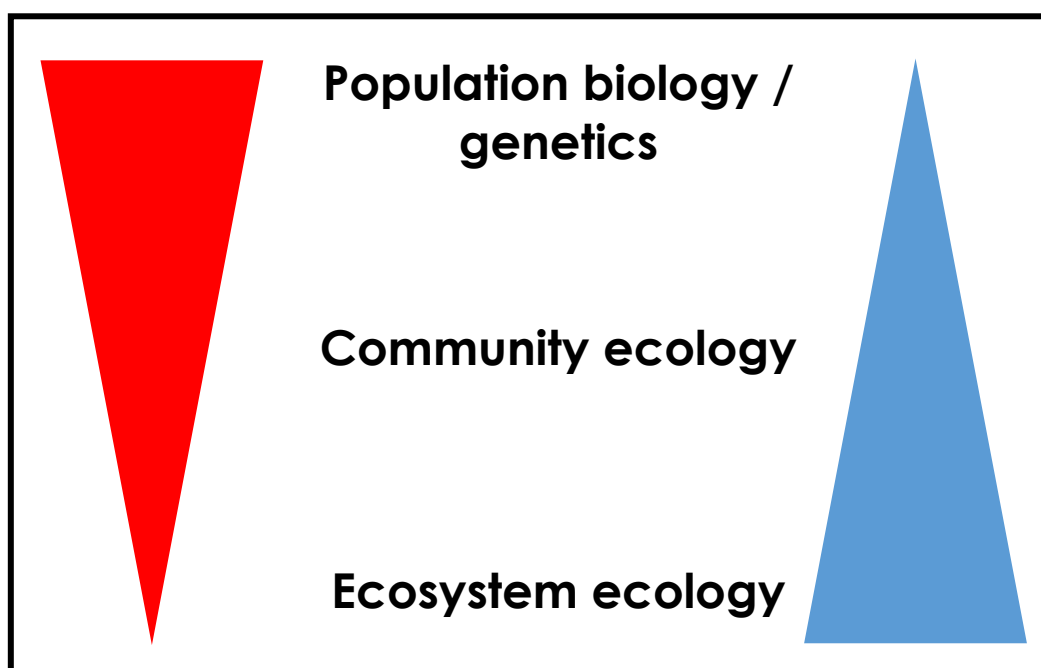 Population biology /
genetics
Community ecology
Ecosystem ecology